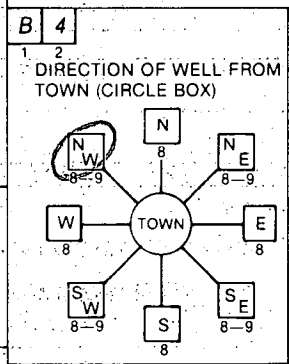 B 4
1 2
DIRECTION OF WELL FROM
TOWN (CIRCLE BOX)
N
8
N W
8—9
N E
8—9
W
8
TOWN
E
8
S W
8—9
S E
8—9
S
8